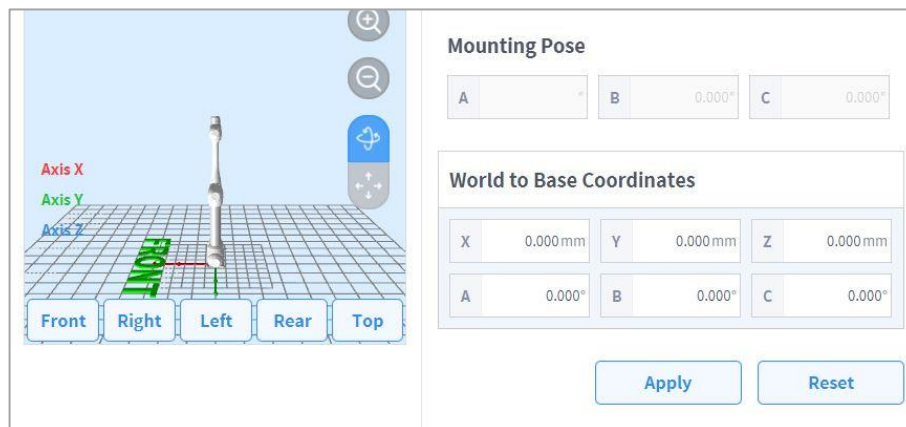 Axis X
Axis Y
Axis Z
FRONT
Front Right Left Rear Top
Mounting Pose
A ° B 0.000° C 0.000°
World to Base Coordinates
X 0.000 mm Y 0.000 mm Z 0.000 mm
A 0.000° B 0.000° C 0.000°
Apply Reset